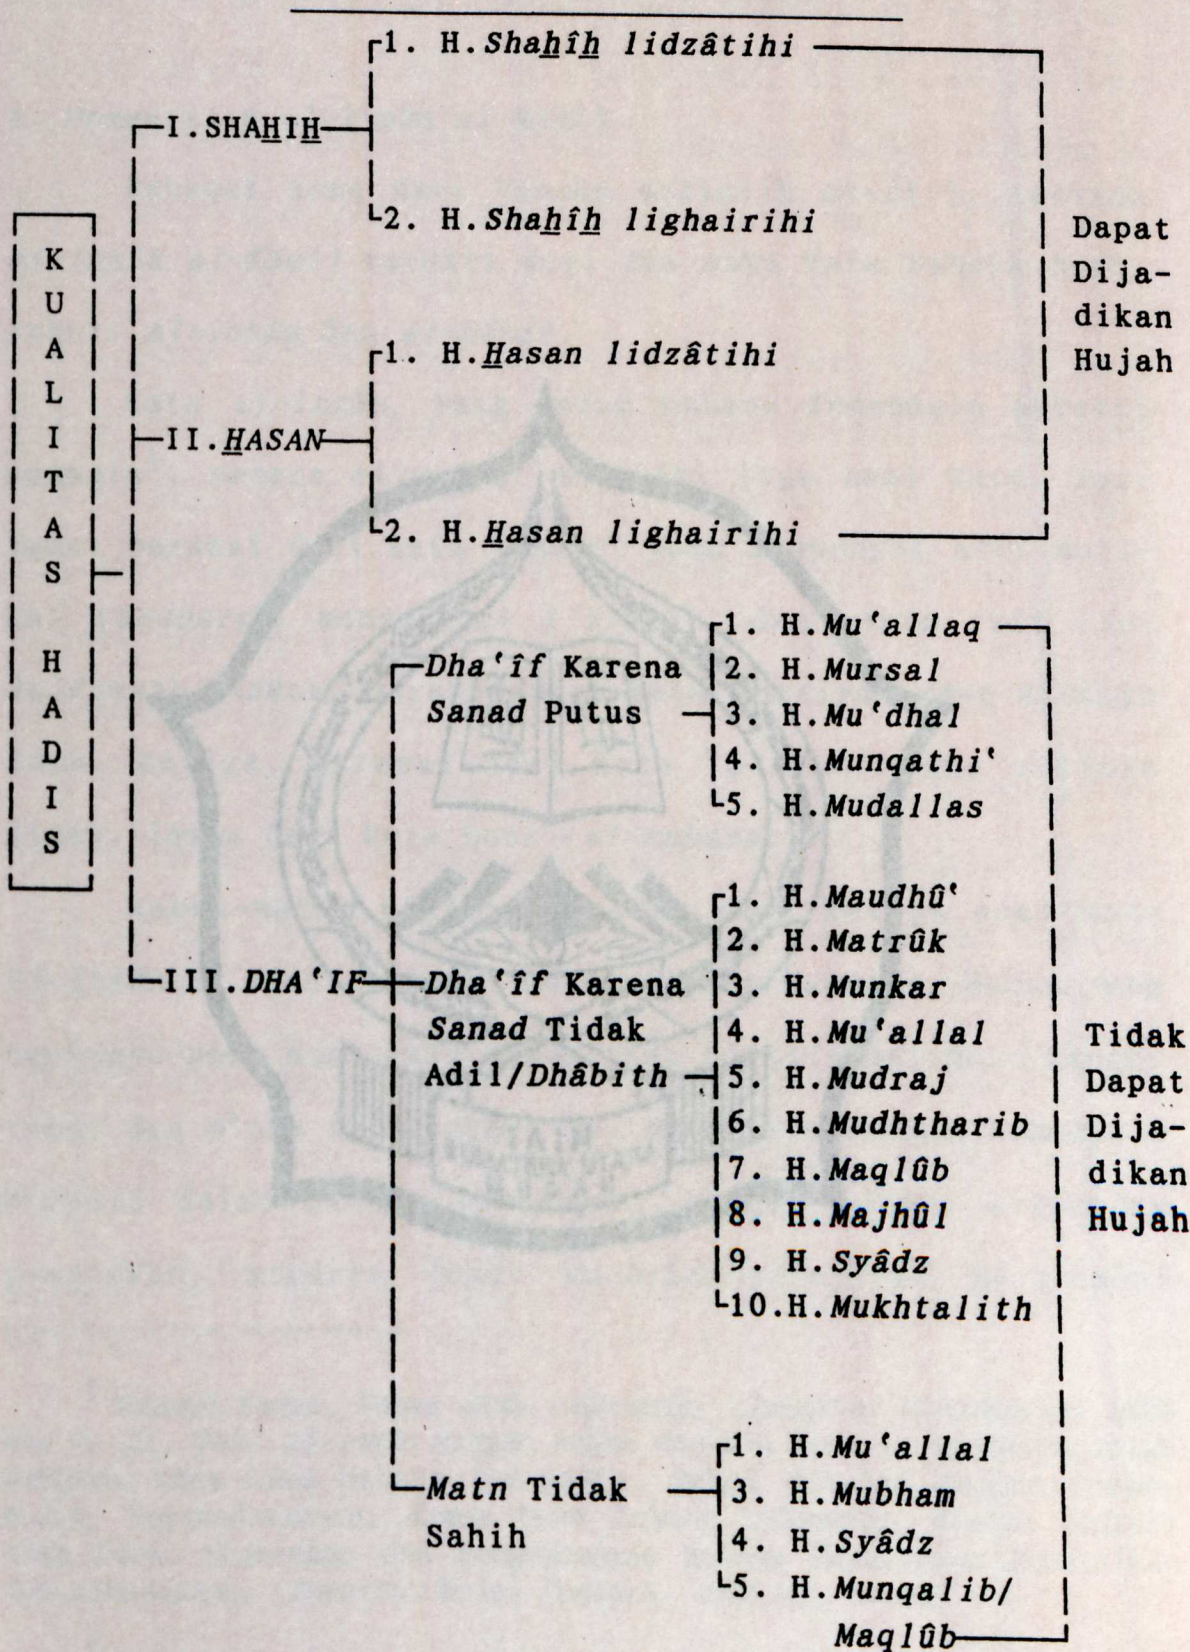 1. H.Shahîh lidzâtihi
I.SHAHIH
2. H.Shahîh lighairihi
KUALITAS HADIS
1. H.Hasan lidzâtihi
II.HASAN
2. H.Hasan lighairihi
Dapat
Dija-
dikan
Hujah
III.DHA‘IF
Dha‘îf Karena
Sanad Putus
1. H.Mu‘allaq
2. H.Mursal
3. H.Mu‘dhal
4. H.Munqathi‘
5. H.Mudallas
Dha‘îf Karena
Sanad Tidak
Adil/Dhâbith
1. H.Maudhû‘
2. H.Matrûk
3. H.Munkar
4. H.Mu‘allal
5. H.Mudraj
6. H.Mudhtharib
7. H.Maqlûb
8. H.Majhûl
9. H.Syâdz
10.H.Mukhtalith
Matn Tidak
Sahih
1. H.Mu‘allal
3. H.Mubham
4. H.Syâdz
5. H.Munqalib/
Maqlûb
Tidak
Dapat
Dija-
dikan
Hujah